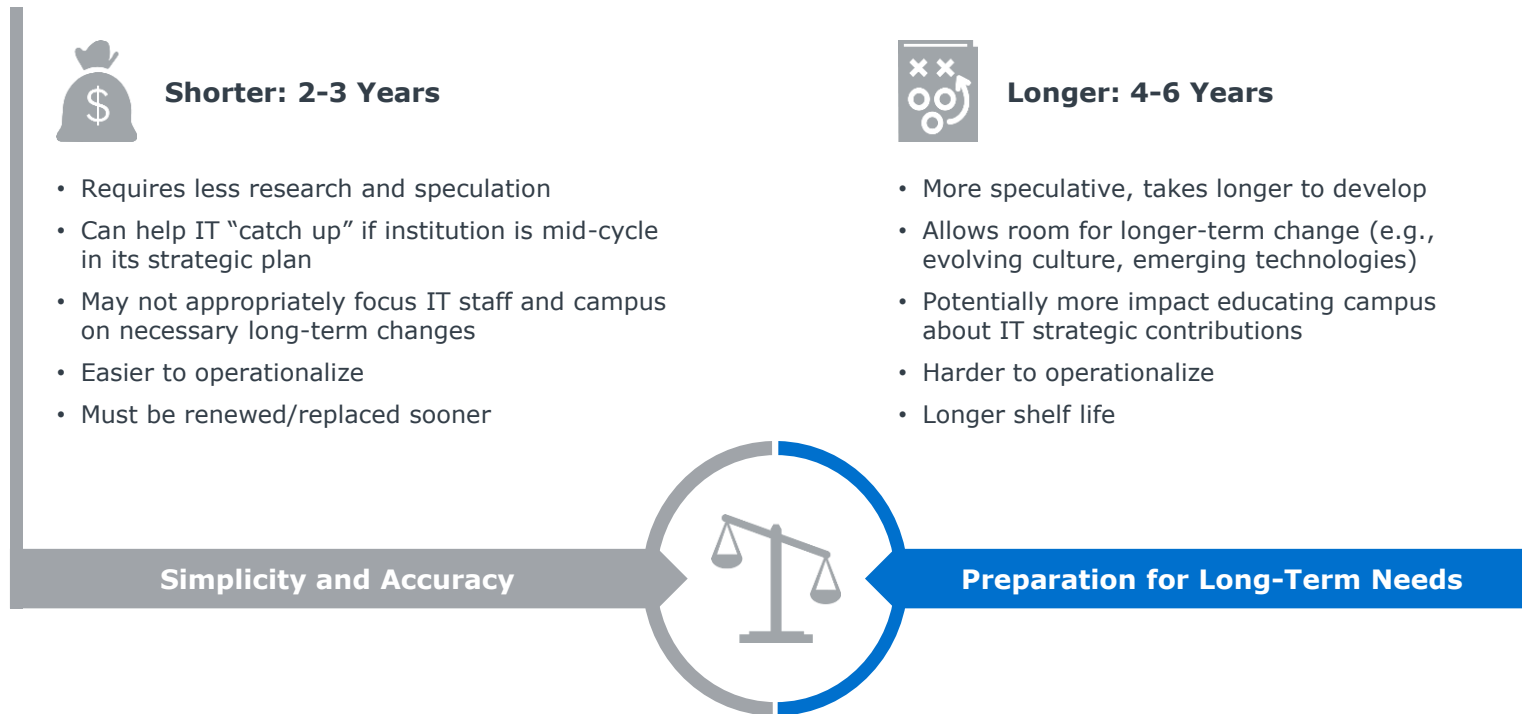 $
Shorter: 2-3 Years
• Requires less research and speculation
• Can help IT “catch up” if institution is mid-cycle
in its strategic plan
• May not appropriately focus IT staff and campus
on necessary long-term changes
• Easier to operationalize
• Must be renewed/replaced sooner
Longer: 4-6 Years
• More speculative, takes longer to develop
• Allows room for longer-term change (e.g.,
evolving culture, emerging technologies)
• Potentially more impact educating campus
about IT strategic contributions
• Harder to operationalize
• Longer shelf life
Simplicity and Accuracy
Preparation for Long-Term Needs